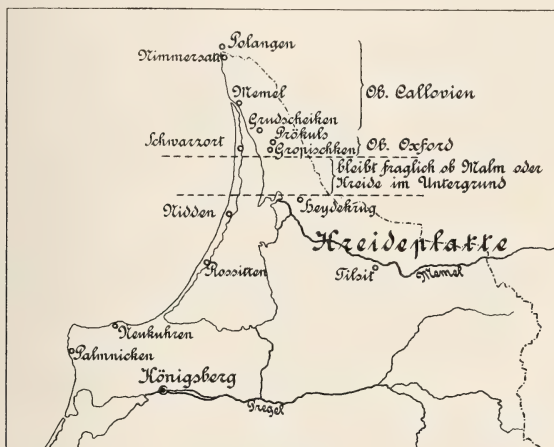 Polangen
Nimmersatt
Memel
Ob. Callovien
Grudscheiken
Prökuls
Schwarzort
Gropischken
Ob. Oxford
bleibt fraglich ob Malm oder
Kreide im Untergrund
Nidden
Heydekrug
Kreideplatte
Rossitten
Tilsit
Memel
Neukuhren
Palmnicken
Königsberg
Pregel